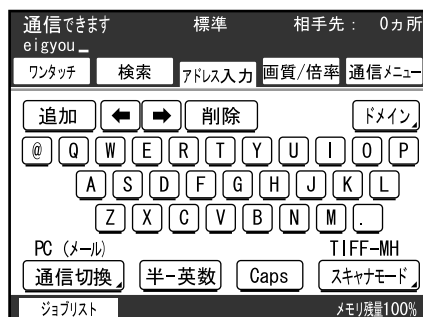 通信できます 標準 相手先： 0ヵ所
eigyou_
ワンタッチ 検索 アドレス入力 画質/倍率 通信メニュー
追加 ← → 削除 ドメイン
@ Q W E R T Y U I O P
A S D F G H J K L
Z X C V B N M .
PC (メール) TIFF-MH
通信切換 半-英数 Caps スキャナモード
ジョブリスト メモリ残量100%